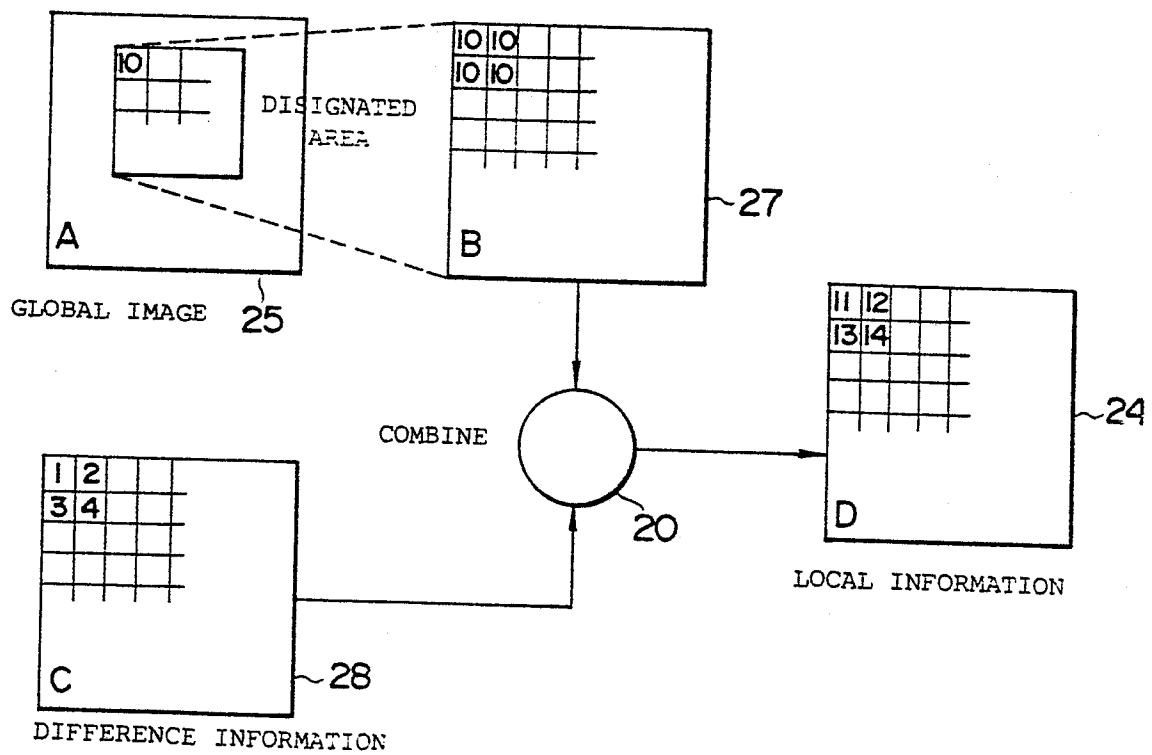 10
DISIGNATED
AREA
A
GLOBAL IMAGE
25
10 10
10 10
B
27
COMBINE
20
1 2
3 4
C
28
DIFFERENCE INFORMATION
11 12
13 14
D
24
LOCAL INFORMATION